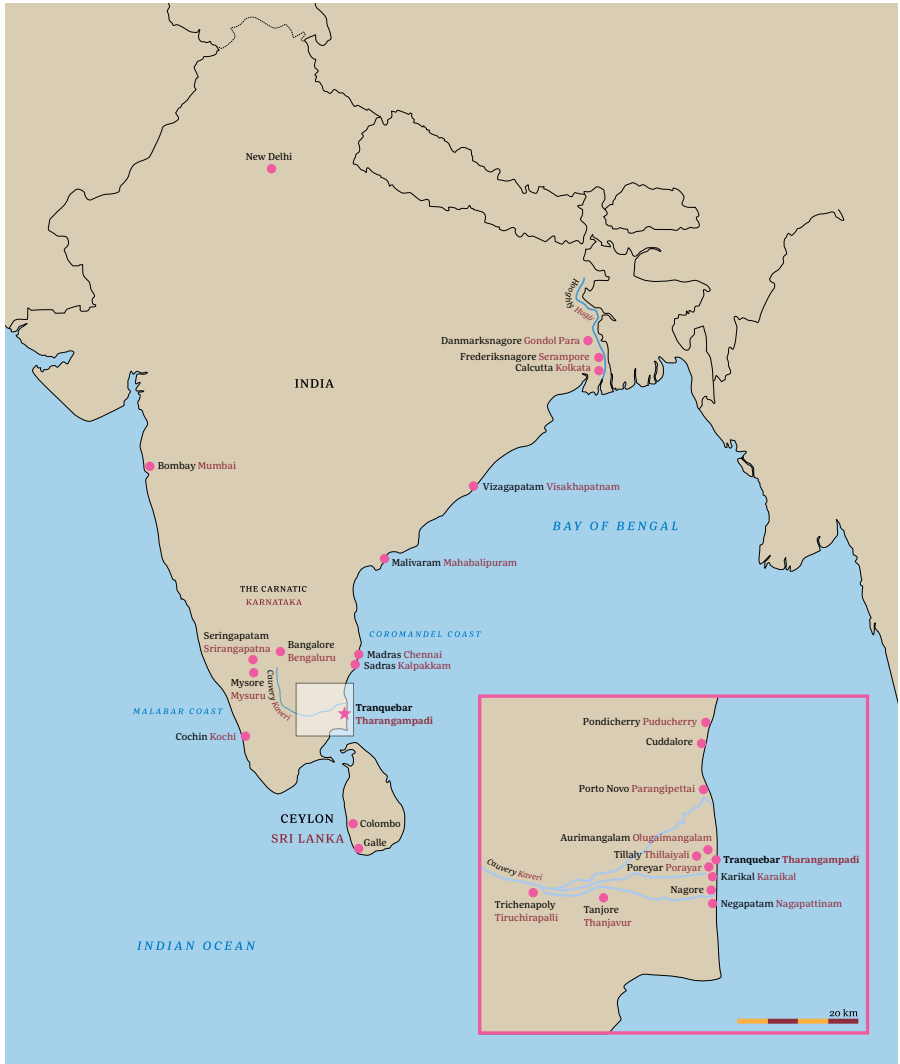 New Delhi
Hooghly Hugli
Danmarksnagore Gondol Para
Frederiksnagore Serampore
Calcutta Kolkata
INDIA
Bombay Mumbai
Vizagapatam Visakhapatnam
BAY OF BENGAL
Malivaram Mahabalipuram
THE CARNATIC
KARNATAKA
COROMANDEL COAST
Seringapatam
Srirangapatna
Bangalore
Bengaluru
Madras Chennai
Sadras Kalpakkam
Mysore
Mysuru
Cauvery Kaveri
MALABAR COAST
Tranquebar
Tharangampadi
Cochin Kochi
CEYLON
SRI LANKA
Colombo
Galle
INDIAN OCEAN
Pondicherry Puducherry
Cuddalore
Porto Novo Parangipettai
Aurimangalam Olugaimangalam
Tillaly Thillaiyali
Tranquebar Tharangampadi
Poreyar Porayar
Cauvery Kaveri
Karikal Karaikal
Nagore
Trichenapoly
Tiruchirapalli
Tanjore
Thanjavur
Negapatam Nagapattinam
20 km